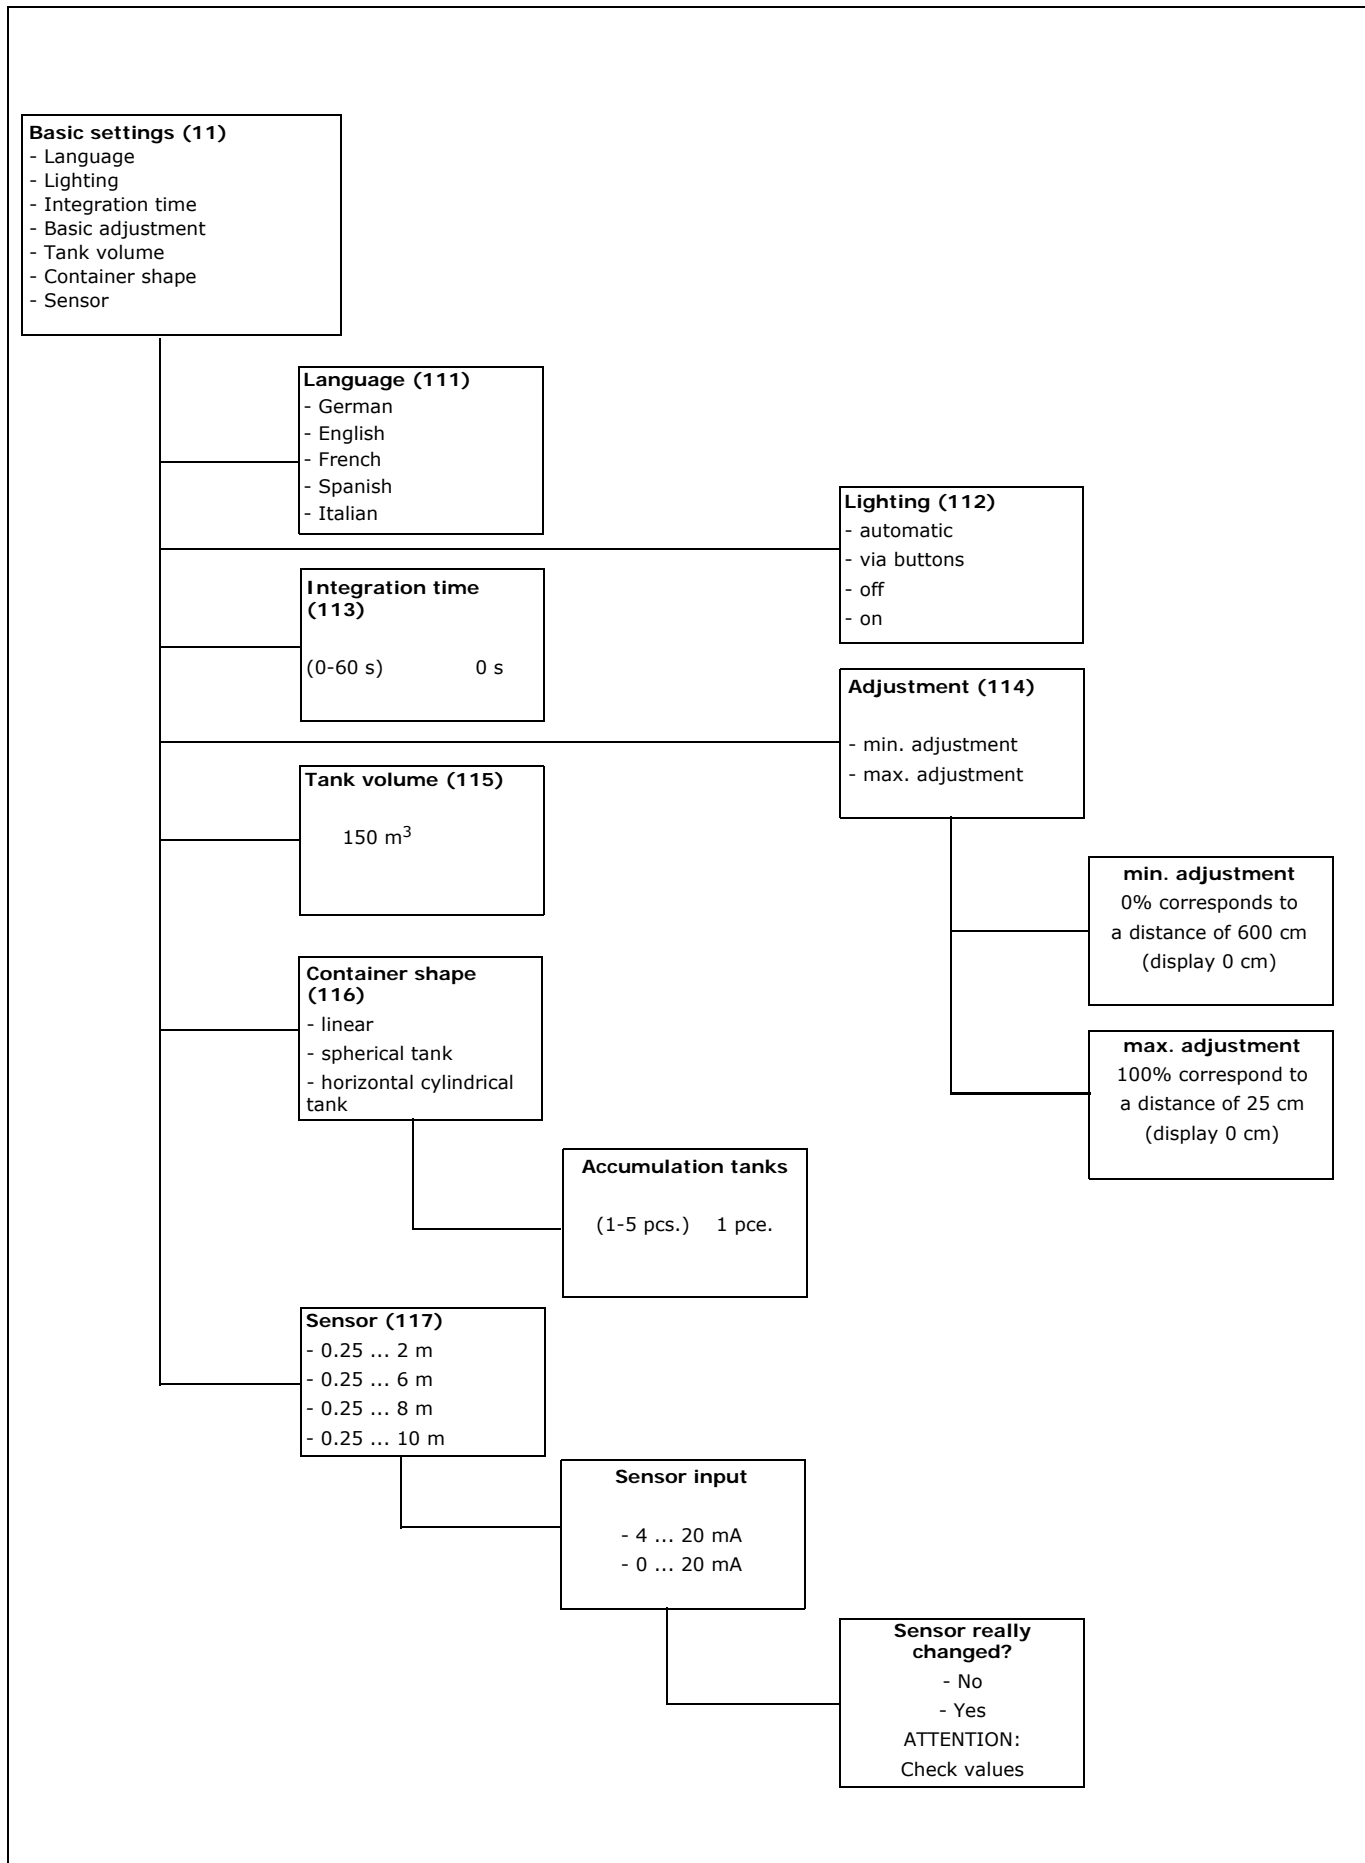 Basic settings (11)
- Language
- Lighting
- Integration time
- Basic adjustment
- Tank volume
- Container shape
- Sensor
Language (111)
- German
- English
- French
- Spanish
- Italian
Lighting (112)
- automatic
- via buttons
- off
- on
Integration time
(113)
(0-60 s) 0 s
Adjustment (114)
- min. adjustment
- max. adjustment
Tank volume (115)
150 m³
min. adjustment
0% corresponds to
a distance of 600 cm
(display 0 cm)
Container shape
(116)
- linear
- spherical tank
- horizontal cylindrical
tank
max. adjustment
100% correspond to
a distance of 25 cm
(display 0 cm)
Accumulation tanks
(1-5 pcs.) 1 pce.
Sensor (117)
- 0.25 ... 2 m
- 0.25 ... 6 m
- 0.25 ... 8 m
- 0.25 ... 10 m
Sensor input
- 4 ... 20 mA
- 0 ... 20 mA
Sensor really
changed?
- No
- Yes
ATTENTION:
Check values